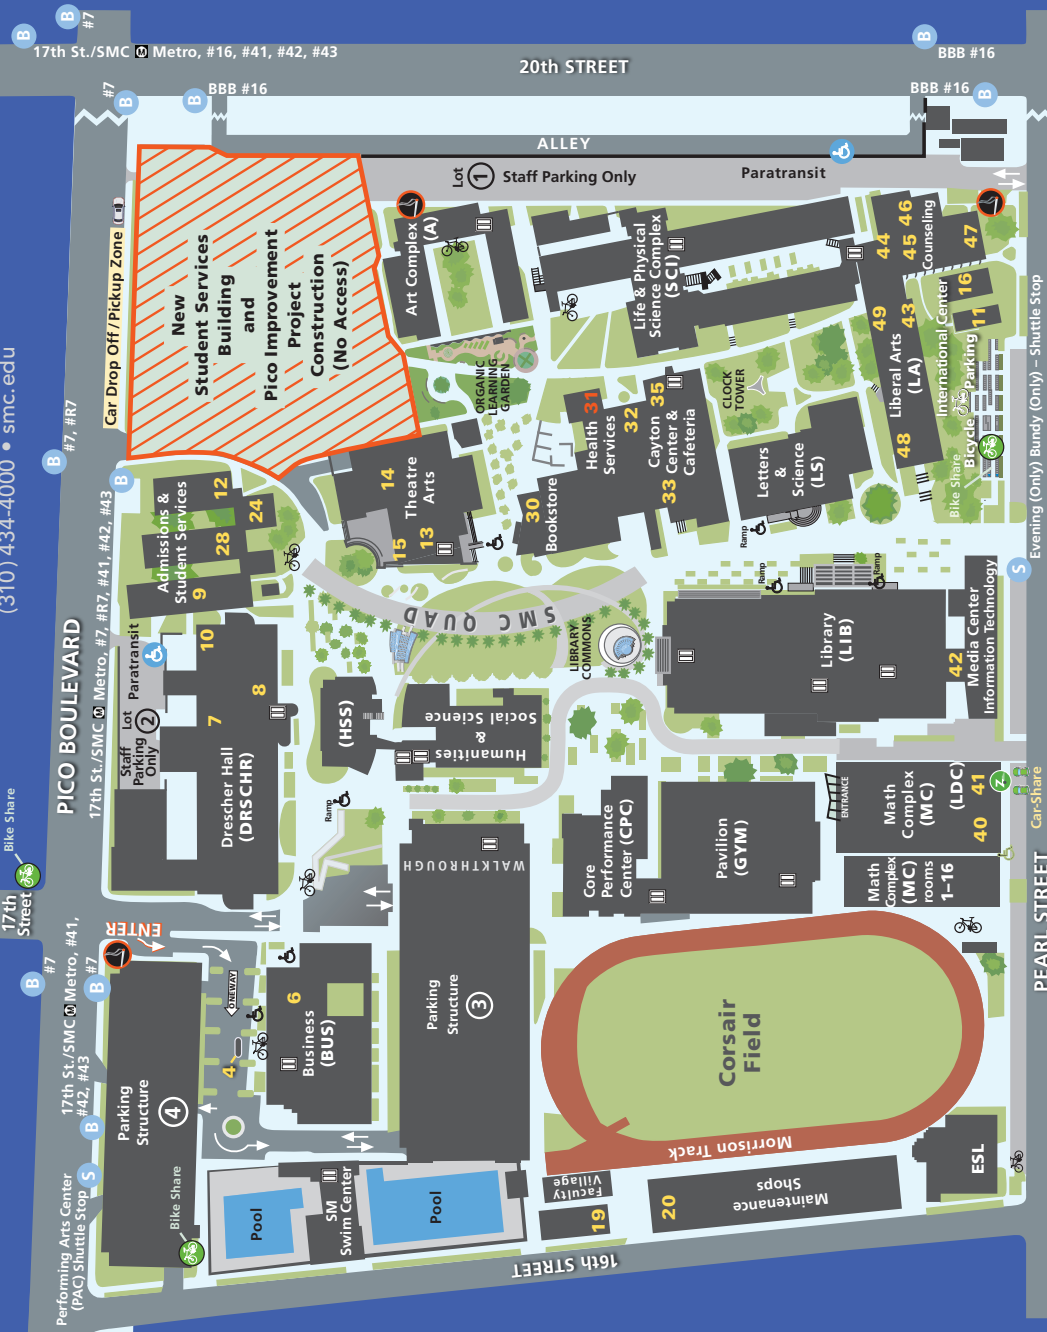 B
B
#7
17th St./SMC M Metro, #16, #41, #42, #43
B
BBB #16
20th STREET
#7
B
B
BBB #16
BBB #16
B
ALLEY
Lot
1
Staff Parking Only
Paratransit
Car Drop Off/Pickup Zone
New
Student Services
Building
and
Pico Improvement
Project
Construction
(No Access)
Art Complex
(A)
Life & Physical
Science Complex
(SCI)
44
46
45
Counseling
47
49
43
International Center
16
11
Liberal Arts
(LA)
48
Bicycle Parking
Bike Share
ORGANIC
LEARNING
GARDEN
CLOCK
TOWER
Health
Services
31
32
35
Cayton
Center &
Cafeteria
33
Letters
&
Science
(LS)
Ramp
30
Bookstore
14
Theatre
Arts
15
13
Admissions &
Student Services
12
24
28
9
(310) 434-4000 • smc.edu
#7, #R7
B
B
PICO BOULEVARD
17th St./SMC M Metro, #7, #R7, #41, #42, #43
Evening (Only) Bundy (Only) – Shuttle Stop
S
SMC QUAD
LIBRARY
COMMONS
Ramp
Ramp
Library
(LIB)
42
Media Center
Information Technology
Paratransit
10
Staff
Parking
Only
Lot
2
8
7
Drescher Hall
(DRSCHR)
(HSS)
Humanities
&
Social Science
Ramp
WALKTHROUGH
Core
Performance
Center (CPC)
Pavilion
(GYM)
ENTRANCE
Math
Complex
(MC)
(LDC)
41
40
Z
Car-Share
Math
Complex
(MC)
rooms
1–16
PEARL STREET
Bike Share
17th
Street
ENTER
17th St./SMC M Metro, #41,
#42, #43
#7
B
#7
B
B
ONEWAY
6
Business
(BUS)
4
Parking
Structure
3
Parking
Structure
4
Corsair
Field
Morrison Track
Performing Arts Center
(PAC) Shuttle Stop
S
Bike Share
Pool
SM
Swim Center
Pool
Faculty
Village
19
20
Maintenance
Shops
ESL
16th STREET